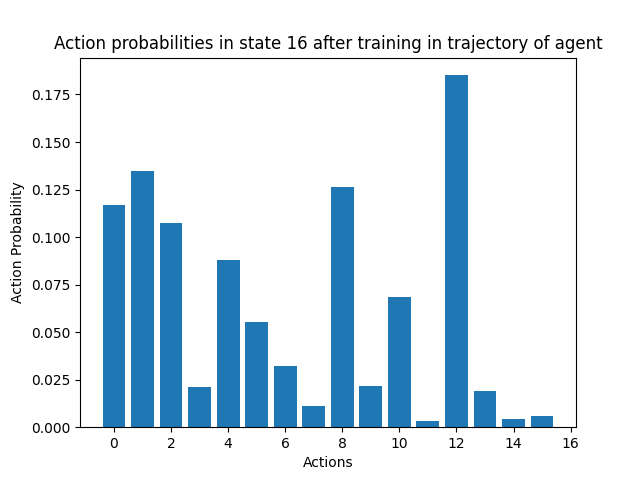 Action probabilities in state 16 after training in trajectory of agent
0.175
0.150
0.125
0.100
0.075
0.050
0.025
0.000
Action Probability
0 2 4 6 8 10 12 14 16
Actions